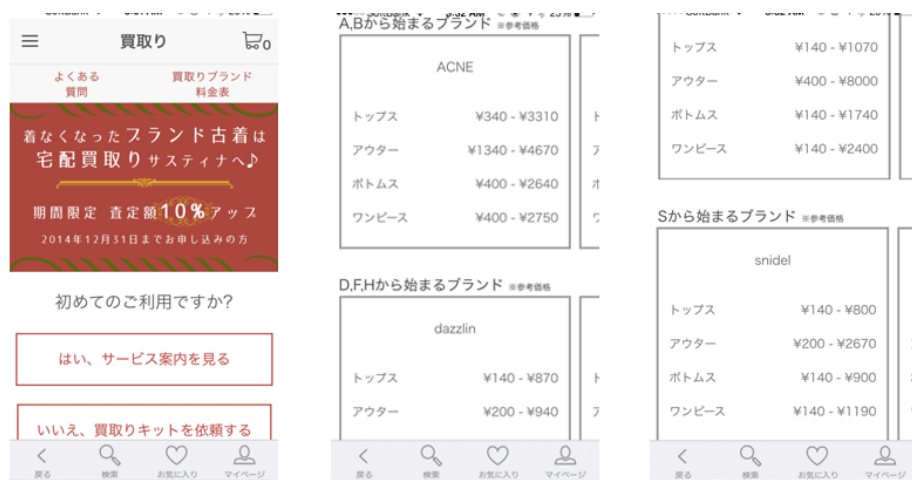 買取り
0
よくある
質問
買取りブランド
料金表
着なくなったブランド古着は
宅配買取りサスティナへ♪
期間限定 査定額10%アップ
2014年12月31日までお申し込みの方
初めてのご利用ですか?
はい、サービス案内を見る
いいえ、買取りキットを依頼する
戻る 検索 お気に入り マイページ
A,Bから始まるブランド ※参考価格
ACNE
トップス ¥340 - ¥3310
アウター ¥1340 - ¥4670
ボトムス ¥400 - ¥2640
ワンピース ¥400 - ¥2750
D,F,Hから始まるブランド ※参考価格
dazzlin
トップス ¥140 - ¥870
アウター ¥200 - ¥940
戻る 検索 お気に入り マイページ
トップス ¥140 - ¥1070
アウター ¥400 - ¥8000
ボトムス ¥140 - ¥1740
ワンピース ¥140 - ¥2400
Sから始まるブランド ※参考価格
snidel
トップス ¥140 - ¥800
アウター ¥200 - ¥2670
ボトムス ¥140 - ¥900
ワンピース ¥140 - ¥1190
戻る 検索 お気に入り マイページ